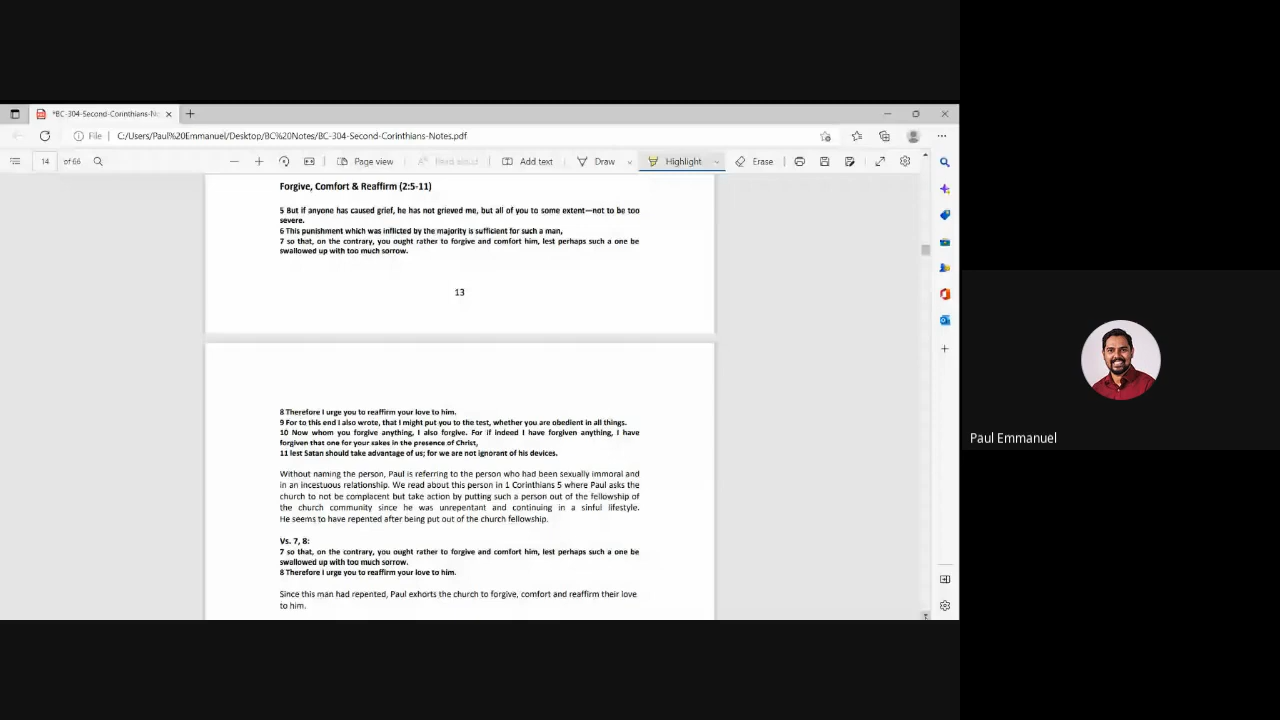 *BC-304-Second-Corinthians-No
File
C:/Users/Paul%20Emmanuel/Desktop/BC%20Notes/BC-304-Second-Corinthians-Notes.pdf
14 of 66
Page view
Read aloud
Add text
Draw
Highlight
Erase
Forgive, Comfort & Reaffirm (2:5-11)
5 But if anyone has caused grief, he has not grieved me, but all of you to some extent—not to be too
severe.
6 This punishment which was inflicted by the majority is sufficient for such a man,
7 so that, on the contrary, you ought rather to forgive and comfort him, lest perhaps such a one be
swallowed up with too much sorrow.
13
8 Therefore I urge you to reaffirm your love to him.
9 For to this end I also wrote, that I might put you to the test, whether you are obedient in all things.
10 Now whom you forgive anything, I also forgive. For if indeed I have forgiven anything, I have
forgiven that one for your sakes in the presence of Christ,
11 lest Satan should take advantage of us; for we are not ignorant of his devices.
Without naming the person, Paul is referring to the person who had been sexually immoral and
in an incestuous relationship. We read about this person in 1 Corinthians 5 where Paul asks the
church to not be complacent but take action by putting such a person out of the fellowship of
the church community since he was unrepentant and continuing in a sinful lifestyle.
He seems to have repented after being put out of the church fellowship.
Vs. 7, 8:
7 so that, on the contrary, you ought rather to forgive and comfort him, lest perhaps such a one be
swallowed up with too much sorrow.
8 Therefore I urge you to reaffirm your love to him.
Since this man had repented, Paul exhorts the church to forgive, comfort and reaffirm their love
to him.
Paul Emmanuel